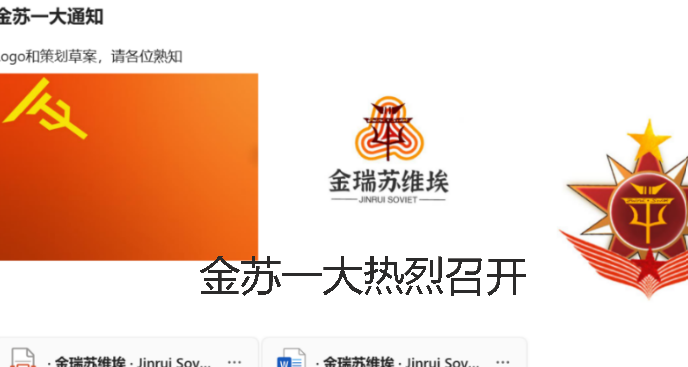 金苏一大通知
Logo和策划草案，请各位熟知
金瑞苏维埃
JINRUI SOVIET
金苏一大热烈召开
· 金瑞苏维埃 · Jinrui Sov... ...
· 金瑞苏维埃 · Jinrui Sov... ...